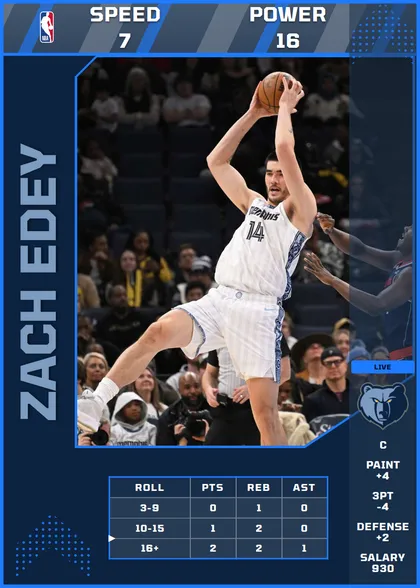 SPEED
7
POWER
16
NBA
ZACH EDEY
14
LIVE
C
PAINT
+4
3PT
-4
DEFENSE
+2
SALARY
930
ROLL PTS REB AST
3-9 0 1 0
10-15 1 2 0
16+ 2 2 1